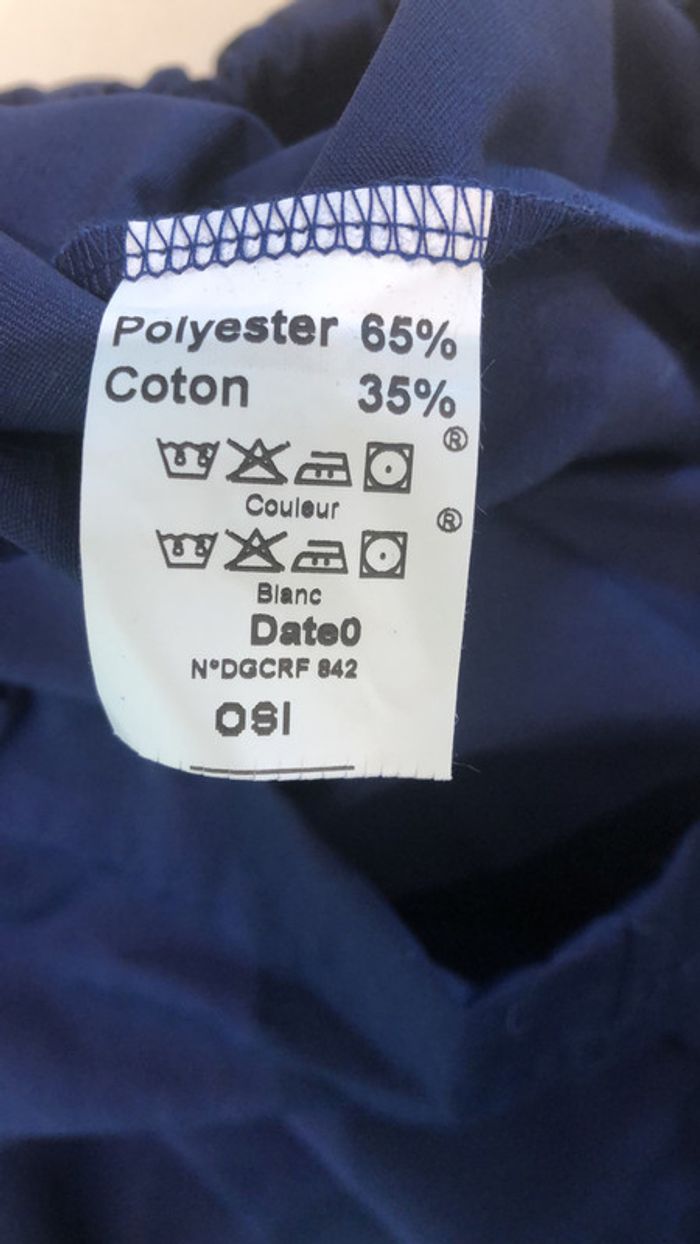 Polyester 65%
Coton 35%
®
Couleur
®
Blanc
Date0
N°DGCRF 842
OSI